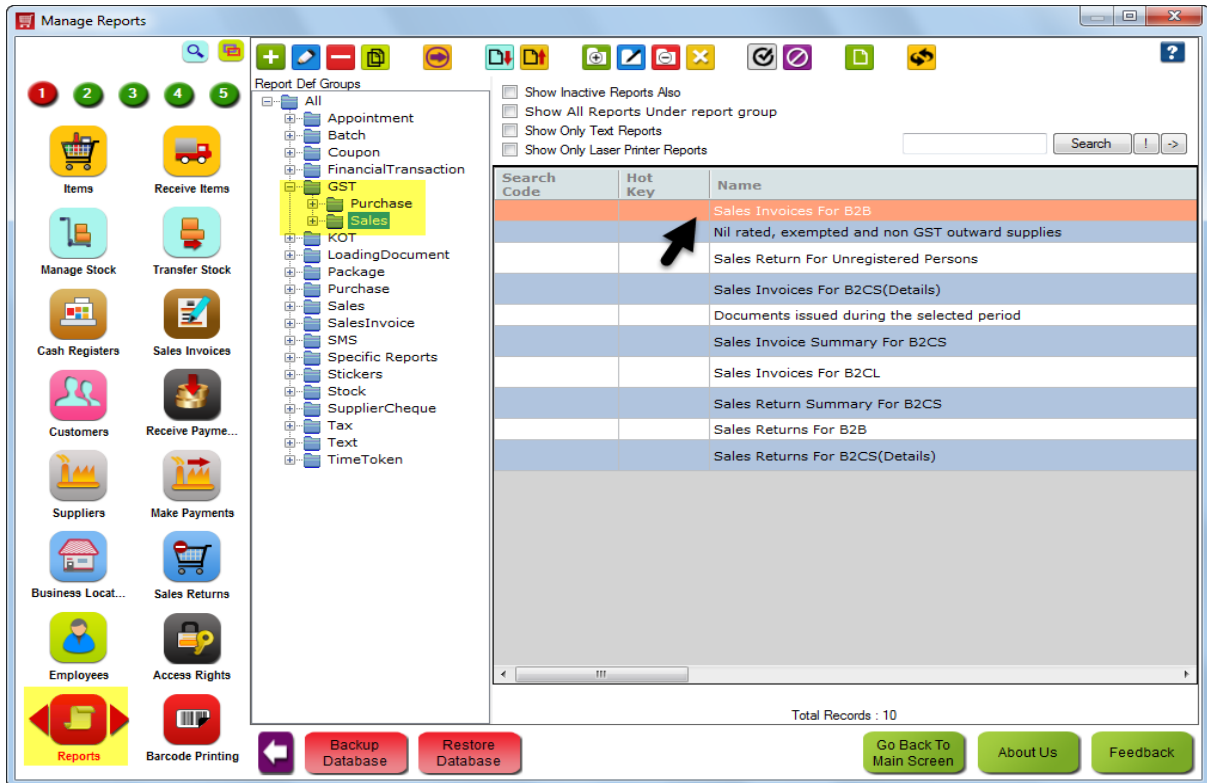 Manage Reports
1 2 3 4 5
Items
Receive Items
Manage Stock
Transfer Stock
Cash Registers
Sales Invoices
Customers
Receive Payme...
Suppliers
Make Payments
Business Locat...
Sales Returns
Employees
Access Rights
Reports
Barcode Printing
?
Report Def Groups
All
Appointment
Batch
Coupon
FinancialTransaction
GST
Purchase
Sales
KOT
LoadingDocument
Package
Purchase
Sales
SalesInvoice
SMS
Specific Reports
Stickers
Stock
SupplierCheque
Tax
Text
TimeToken
Show Inactive Reports Also
Show All Reports Under report group
Show Only Text Reports
Show Only Laser Printer Reports
Search ! ->
Search Code Hot Key Name
Sales Invoices For B2B
Nil rated, exempted and non GST outward supplies
Sales Return For Unregistered Persons
Sales Invoices For B2CS(Details)
Documents issued during the selected period
Sales Invoice Summary For B2CS
Sales Invoices For B2CL
Sales Return Summary For B2CS
Sales Returns For B2B
Sales Returns For B2CS(Details)
Total Records : 10
Backup
Database
Restore
Database
Go Back To
Main Screen
About Us
Feedback